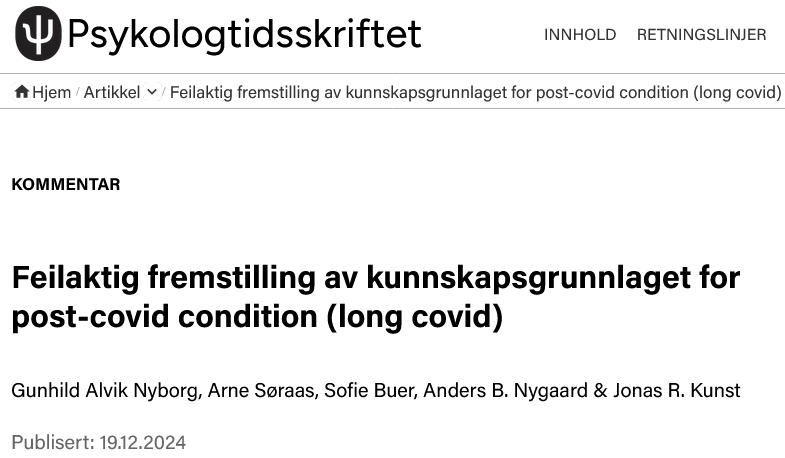 Psykologtidsskriftet
INNHOLD RETNINGSLINJER
Hjem / Artikkel / Feilaktig fremstilling av kunnskapsgrunnlaget for post-covid condition (long covid)
KOMMENTAR
Feilaktig fremstilling av kunnskapsgrunnlaget for
post-covid condition (long covid)
Gunhild Alvik Nyborg, Arne Søraas, Sofie Buer, Anders B. Nygaard & Jonas R. Kunst
Publisert: 19.12.2024